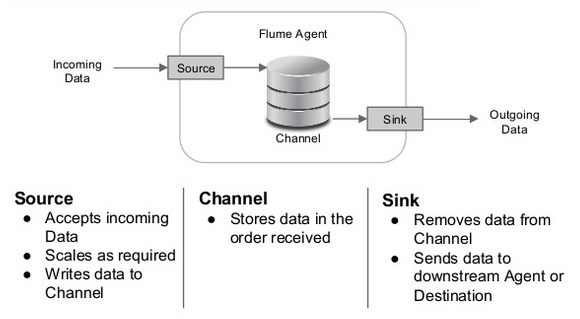 Flume Agent
Incoming
Data
Source
Channel
Sink
Outgoing
Data
Source
● Accepts incoming
Data
● Scales as required
● Writes data to
Channel
Channel
● Stores data in the
order received
Sink
● Removes data from
Channel
● Sends data to
downstream Agent or
Destination